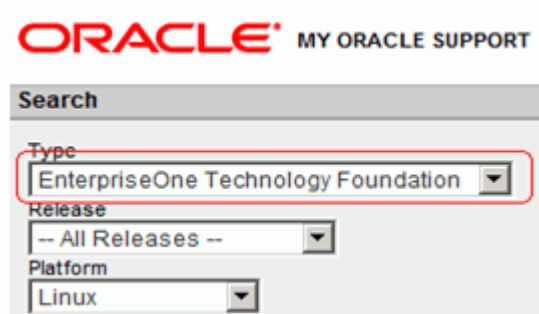 ORACLE® MY ORACLE SUPPORT
Search
Type
EnterpriseOne Technology Foundation
Release
-- All Releases --
Platform
Linux